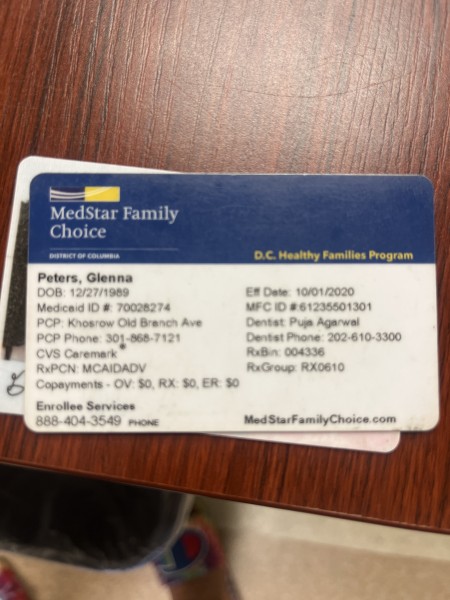 MedStar Family
Choice
DISTRICT OF COLUMBIA
D.C. Healthy Families Program
Peters, Glenna
DOB: 12/27/1989 Eff Date: 10/01/2020
Medicaid ID #: 70028274 MFC ID #:61235501301
PCP: Khosrow Old Branch Ave Dentist: Puja Agarwal
PCP Phone: 301-868-7121 Dentist Phone: 202-610-3300
CVS Caremark RxBin: 004336
RxPCN: MCAIDADV RxGroup: RX0610
Copayments - OV: $0, RX: $0, ER: $0
Enrollee Services
888-404-3549 PHONE MedStarFamilyChoice.com